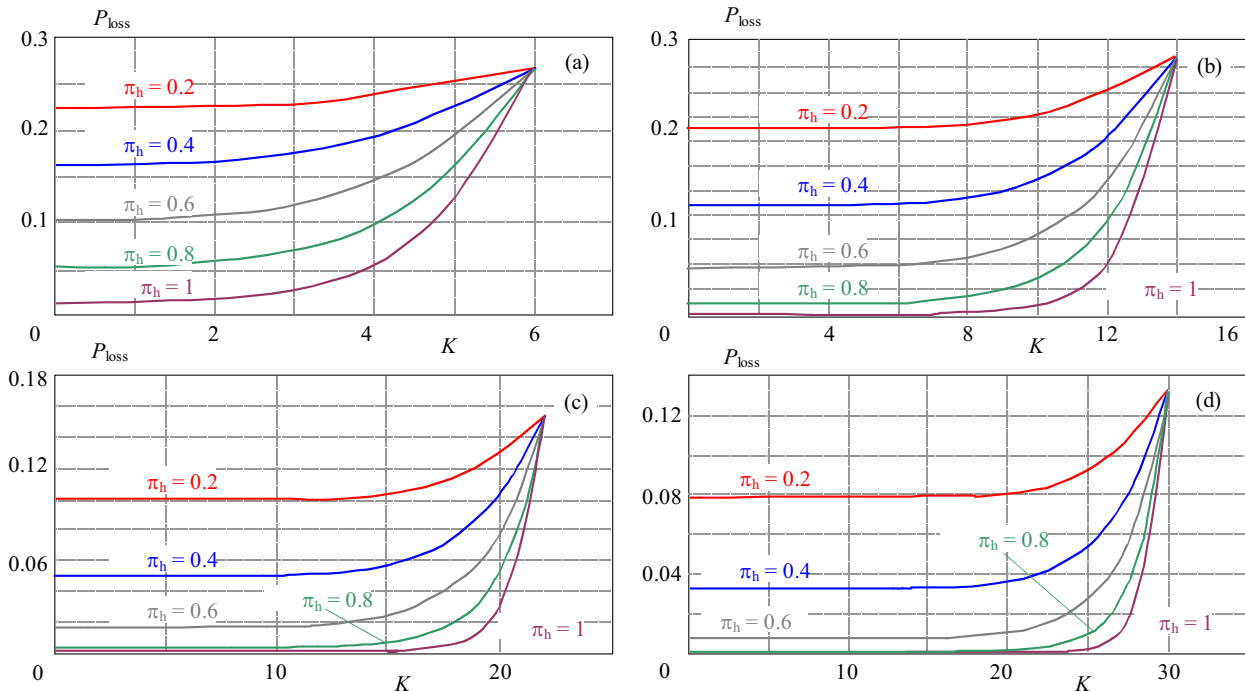 P_loss
0.3
(a)
π_h = 0.2
0.2
π_h = 0.4
π_h = 0.6
0.1
π_h = 0.8
π_h = 1
0
2
4
K
6
P_loss
0.3
(b)
π_h = 0.2
0.2
π_h = 0.4
0.1
π_h = 0.6
π_h = 0.8
π_h = 1
0
4
8
K
12
16
P_loss
0.18
(c)
0.12
π_h = 0.2
0.06
π_h = 0.4
π_h = 0.6
π_h = 0.8
π_h = 1
0
10
K
20
P_loss
(d)
0.12
π_h = 0.2
0.08
π_h = 0.8
π_h = 0.4
0.04
π_h = 0.6
π_h = 1
0
10
20
K
30